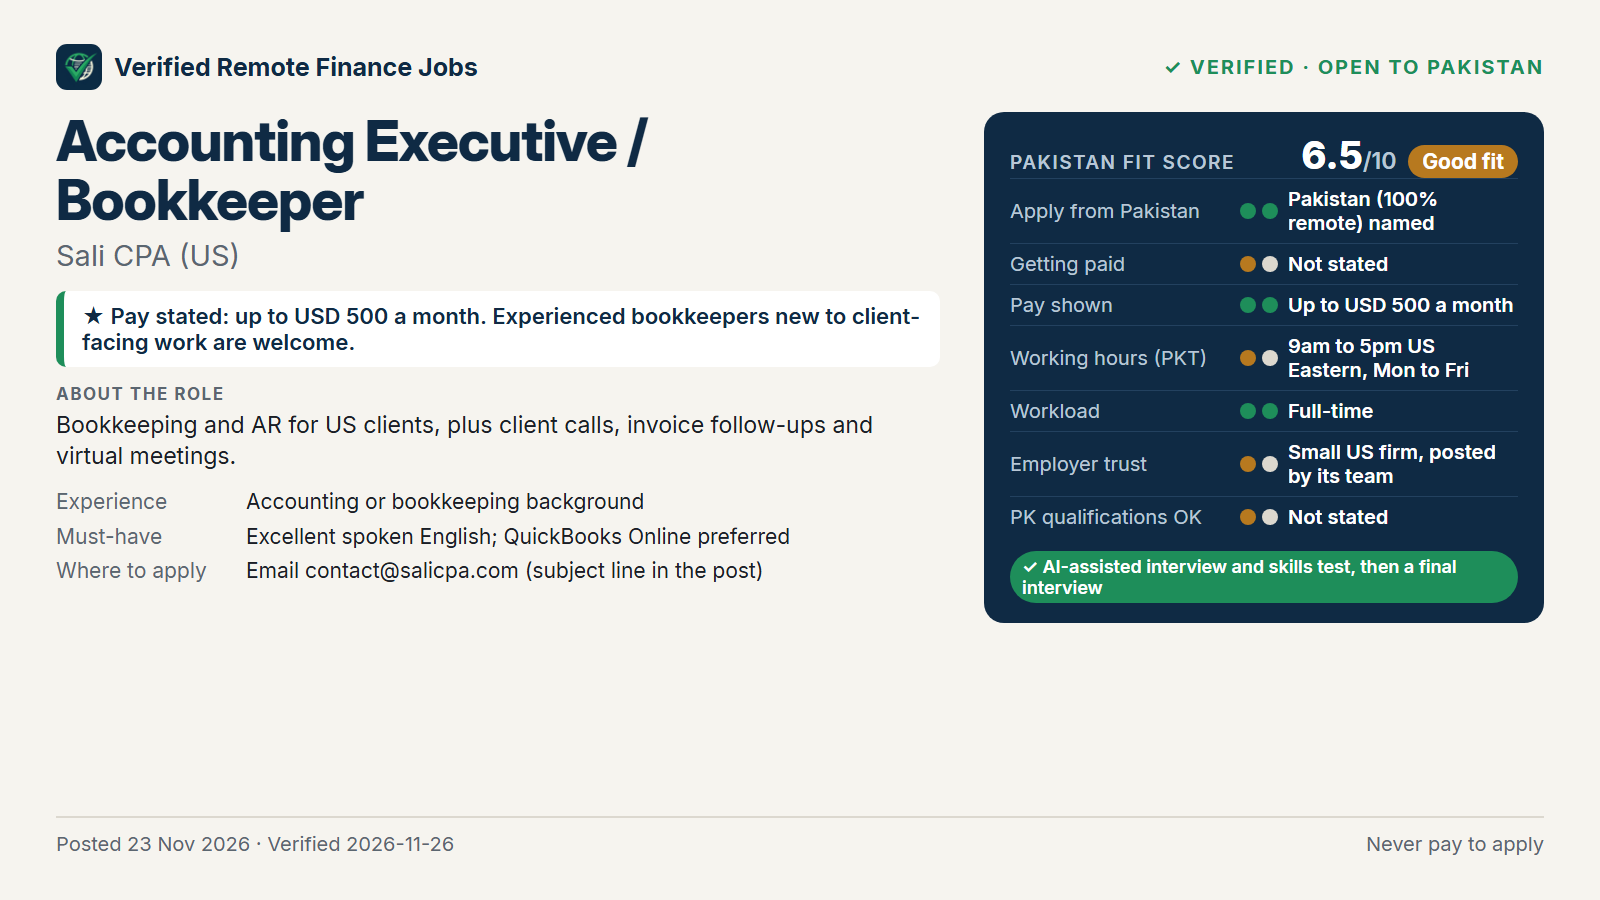 Verified Remote Finance Jobs
✓ VERIFIED · OPEN TO PAKISTAN
Accounting Executive /
Bookkeeper
Sali CPA (US)
★ Pay stated: up to USD 500 a month. Experienced bookkeepers new to client-
facing work are welcome.
ABOUT THE ROLE
Bookkeeping and AR for US clients, plus client calls, invoice follow-ups and
virtual meetings.
Experience Accounting or bookkeeping background
Must-have Excellent spoken English; QuickBooks Online preferred
Where to apply Email contact@salicpa.com (subject line in the post)
PAKISTAN FIT SCORE 6.5/10 Good fit
Apply from Pakistan Pakistan (100%
remote) named
Getting paid Not stated
Pay shown Up to USD 500 a month
Working hours (PKT) 9am to 5pm US
Eastern, Mon to Fri
Workload Full-time
Employer trust Small US firm, posted
by its team
PK qualifications OK Not stated
✓ AI-assisted interview and skills test, then a final
interview
Posted 23 Nov 2026 · Verified 2026-11-26
Never pay to apply